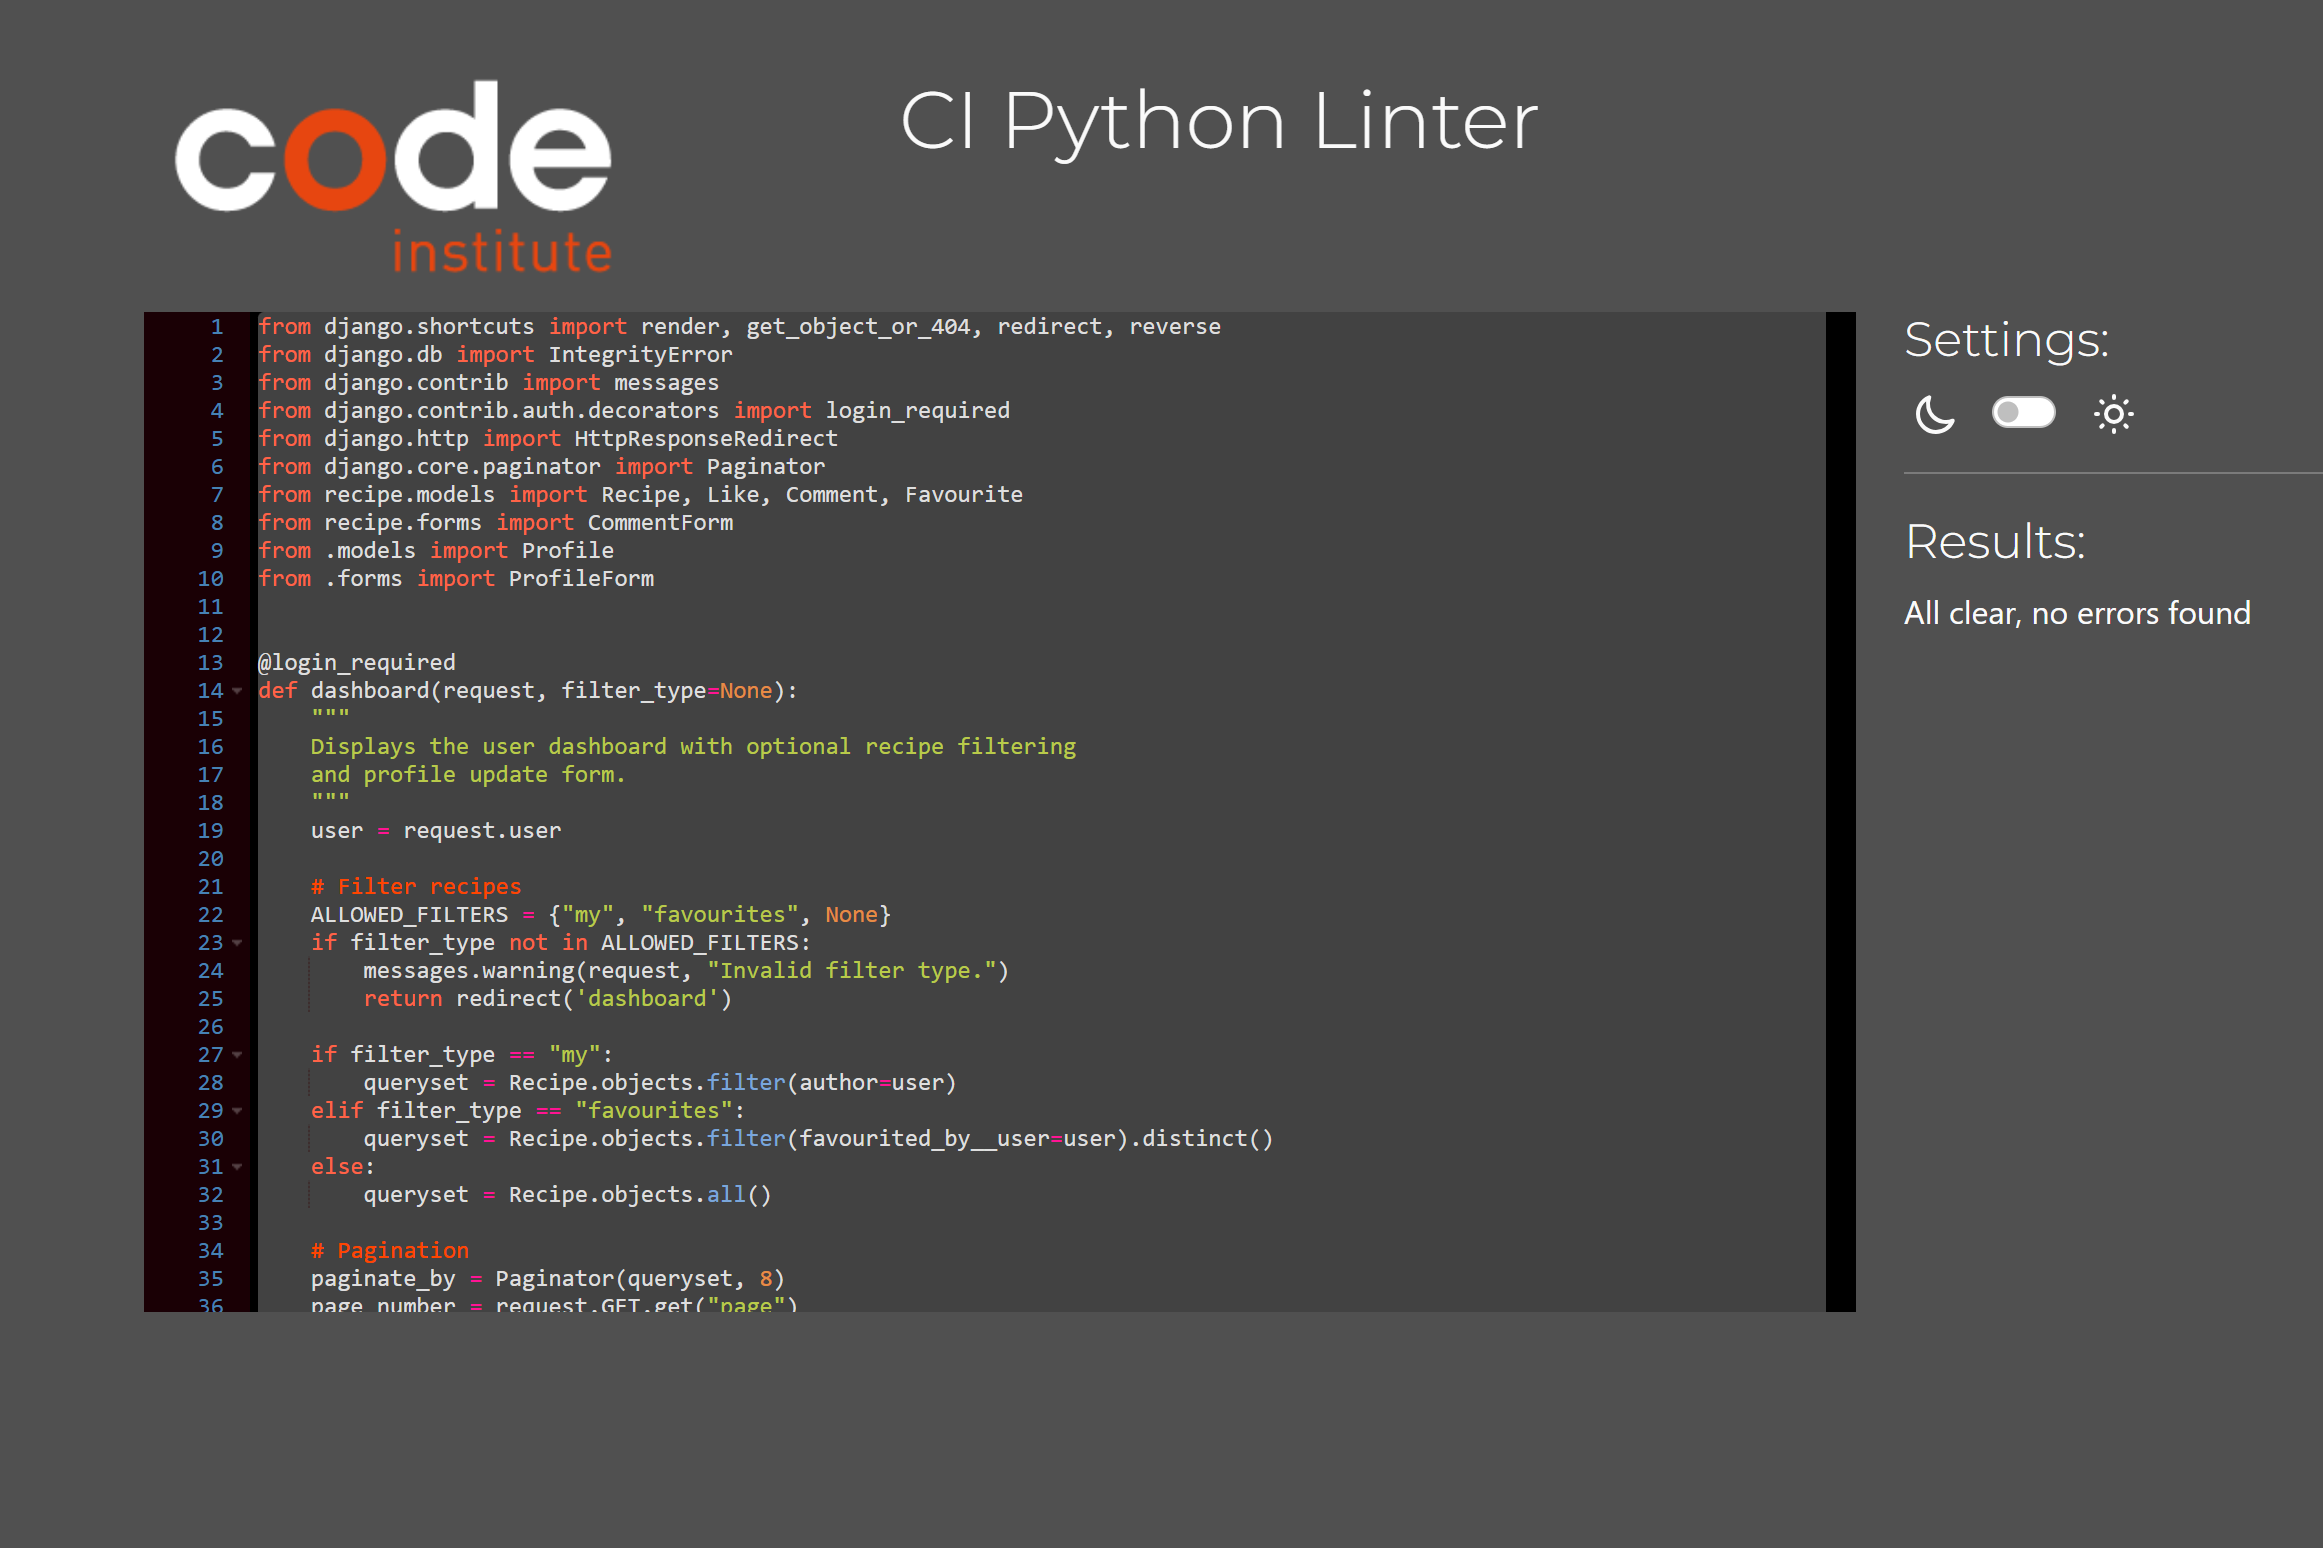 code
institute
CI Python Linter
1 from django.shortcuts import render, get_object_or_404, redirect, reverse
2 from django.db import IntegrityError
3 from django.contrib import messages
4 from django.contrib.auth.decorators import login_required
5 from django.http import HttpResponseRedirect
6 from django.core.paginator import Paginator
7 from recipe.models import Recipe, Like, Comment, Favourite
8 from recipe.forms import CommentForm
9 from .models import Profile
10 from .forms import ProfileForm
11
12
13 @login_required
14 def dashboard(request, filter_type=None):
15     """
16     Displays the user dashboard with optional recipe filtering
17     and profile update form.
18     """
19     user = request.user
20
21     # Filter recipes
22     ALLOWED_FILTERS = {"my", "favourites", None}
23     if filter_type not in ALLOWED_FILTERS:
24         messages.warning(request, "Invalid filter type.")
25         return redirect('dashboard')
26
27     if filter_type == "my":
28         queryset = Recipe.objects.filter(author=user)
29     elif filter_type == "favourites":
30         queryset = Recipe.objects.filter(favourited_by__user=user).distinct()
31     else:
32         queryset = Recipe.objects.all()
33
34     # Pagination
35     paginate_by = Paginator(queryset, 8)
36     page_number = request.GET.get("page")
Settings:
Results:
All clear, no errors found